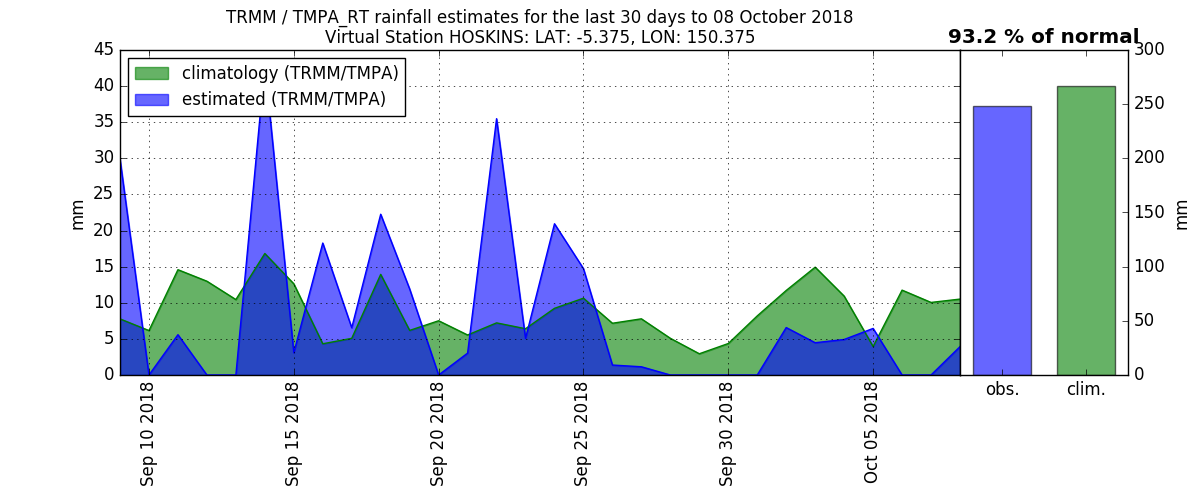 TRMM / TMPA_RT rainfall estimates for the last 30 days to 08 October 2018
Virtual Station HOSKINS: LAT: -5.375, LON: 150.375
93.2 % of normal
climatology (TRMM/TMPA)
estimated (TRMM/TMPA)
45
40
35
30
25
20
15
10
5
0
mm
Sep 10 2018
Sep 15 2018
Sep 20 2018
Sep 25 2018
Sep 30 2018
Oct 05 2018
300
250
200
150
100
50
0
mm
obs.
clim.